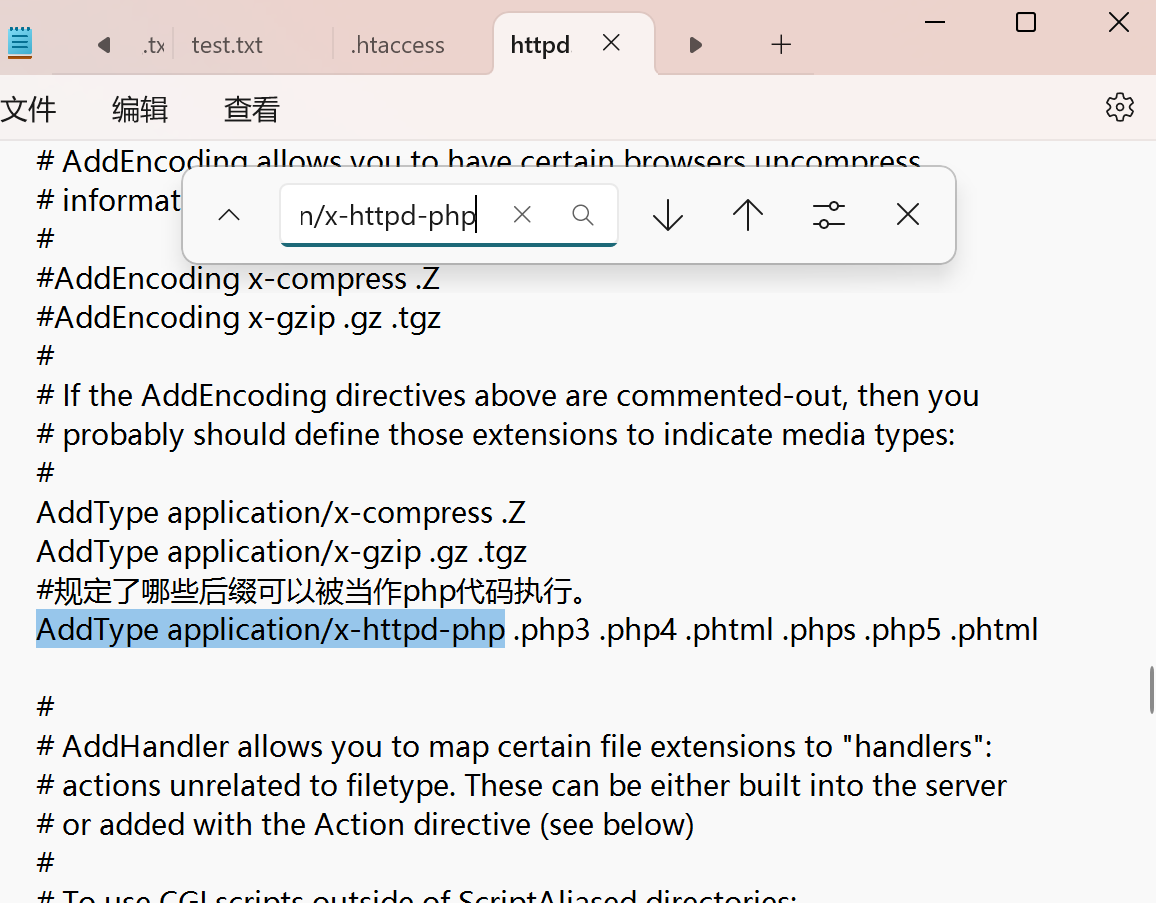 .tx test.txt .htaccess httpd
文件 编辑 查看
# AddEncoding allows you to have certain browsers uncompress
# informat
n/x-httpd-php
#
#AddEncoding x-compress .Z
#AddEncoding x-gzip .gz .tgz
#
# If the AddEncoding directives above are commented-out, then you
# probably should define those extensions to indicate media types:
#
AddType application/x-compress .Z
AddType application/x-gzip .gz .tgz
#规定了哪些后缀可以被当作php代码执行。
AddType application/x-httpd-php .php3 .php4 .phtml .phps .php5 .phtml
#
# AddHandler allows you to map certain file extensions to "handlers":
# actions unrelated to filetype. These can be either built into the server
# or added with the Action directive (see below)
#
# To use CGI scripts outside of ScriptAliased directories: